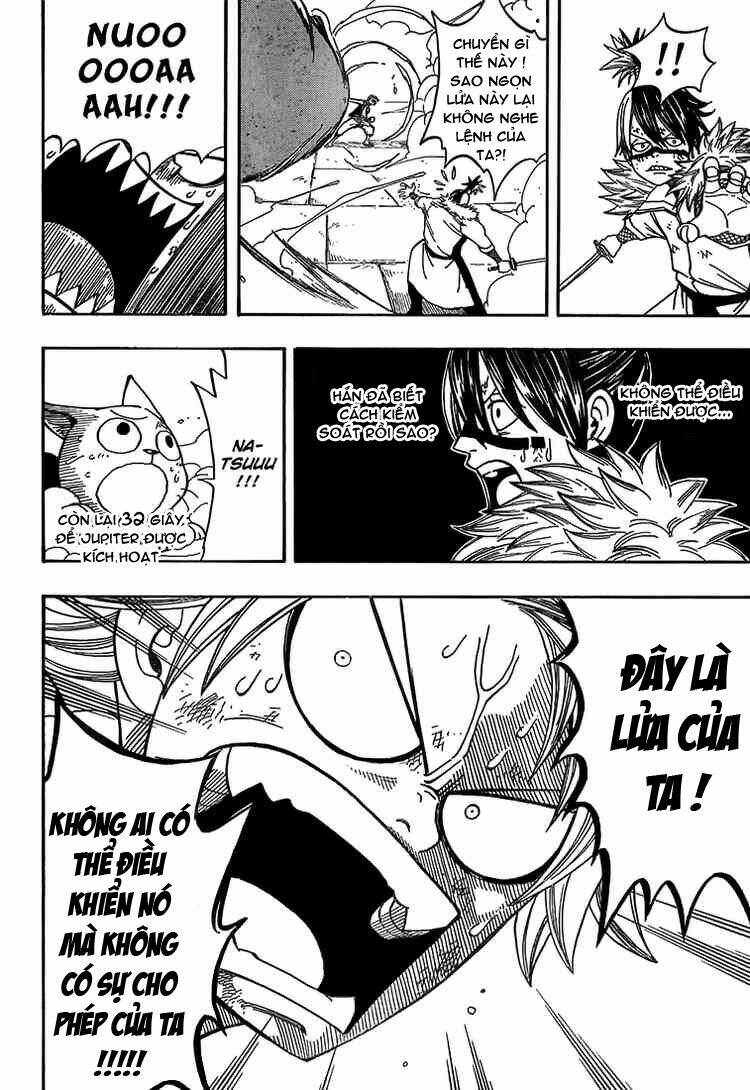 NUOO
OOOAA
AAH!!!
CHUYỂN GÌ
THẾ NÀY !
SAO NGỌN
LỬA NÀY LẠI
KHÔNG NGHE
LỆNH CỦA
TA?!
!!
NA-
TSUUU
!!!
CÒN LẠI 32 GIÂY
ĐỂ JUPITER ĐƯỢC
KÍCH HOẠT
HẮN ĐÃ BIẾT
CÁCH KIỂM
SOÁT RỒI SAO?
KHÔNG THỂ ĐIỀU
KHIỂN ĐƯỢC...
ĐÂY LÀ
LỬA CỦA
TA !
KHÔNG AI CÓ
THỂ ĐIỀU
KHIỂN NÓ
MÀ KHÔNG
CÓ SỰ CHO
PHÉP CỦA TA
!!!!!